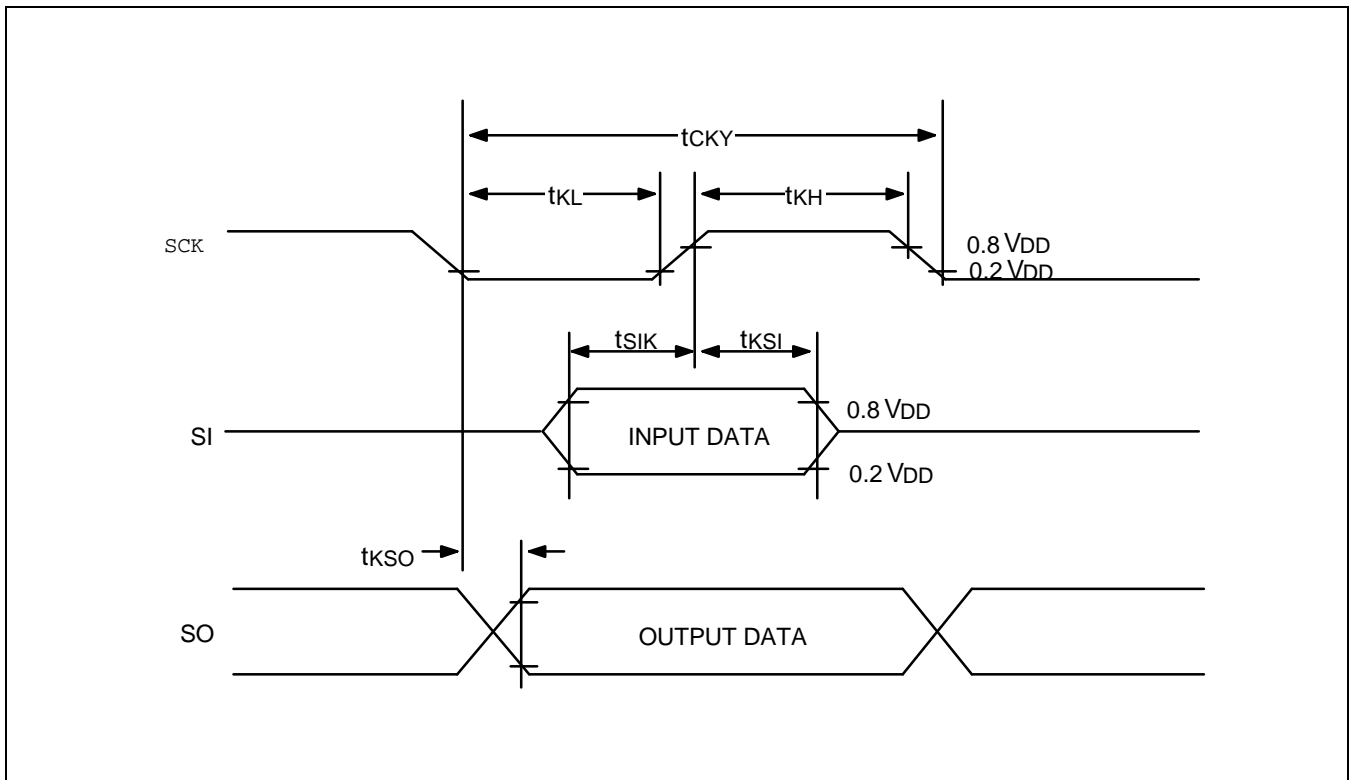 tCKY
tKL
tKH
SCK
0.8 VDD
0.2 VDD
tSIK
tKSI
0.8 VDD
SI
INPUT DATA
0.2 VDD
tKSO
SO
OUTPUT DATA